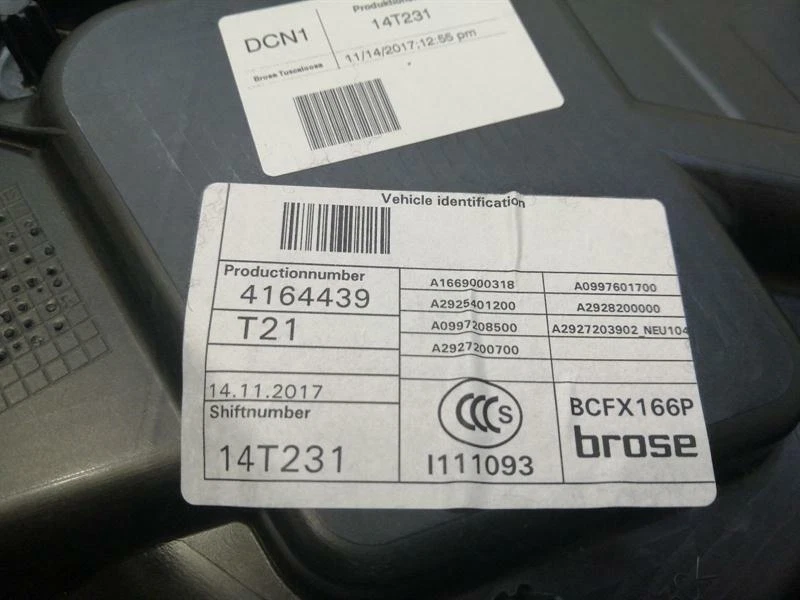 DCN1
14T231
11/14/2017;12:55 pm
Brose Tuscaloosa
Vehicle identification
Productionnumber
4164439
T21
14.11.2017
Shiftnumber
14T231
A1669000318
A0997601700
A2925401200
A2928200000
A0997208500
A2927203902_NEU104
A2927200700
CCC S
I111093
BCFX166P
brose